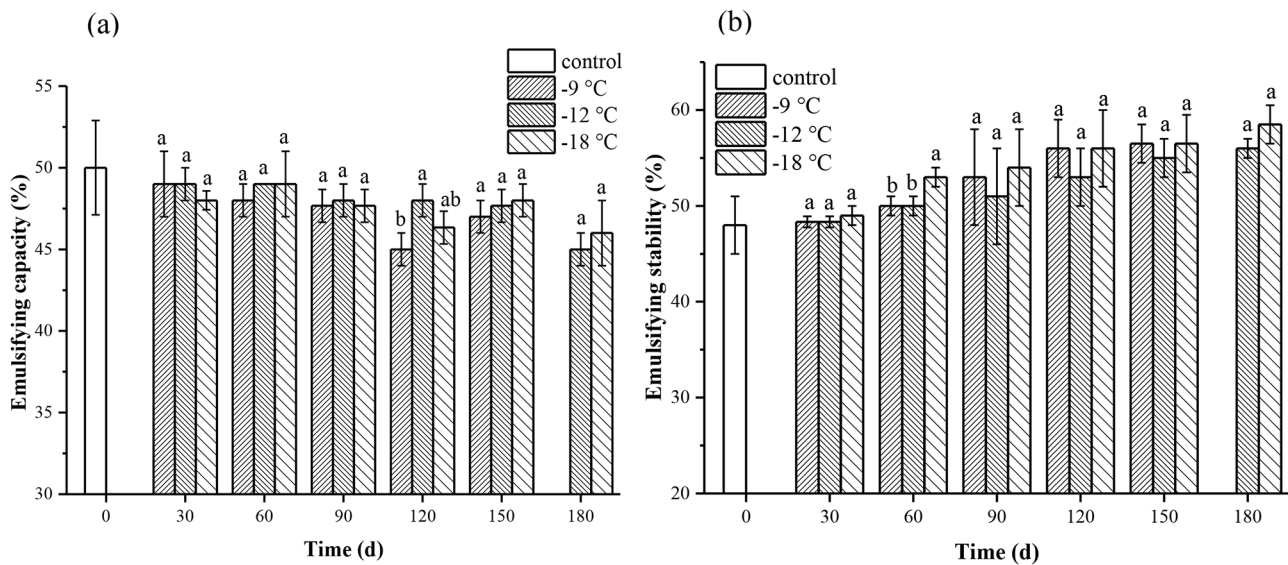 (a)
control
-9 °C
-12 °C
-18 °C
55
50
45
40
35
30
Emulsifying capacity (%)
a a a
a a a
a a a
b a ab
a a a
a a
0 30 60 90 120 150 180
Time (d)
(b)
control
-9 °C
-12 °C
-18 °C
60
50
40
30
20
Emulsifying stability (%)
a a a
b b a
a a a
a a a
a a a
a a
0 30 60 90 120 150 180
Time (d)